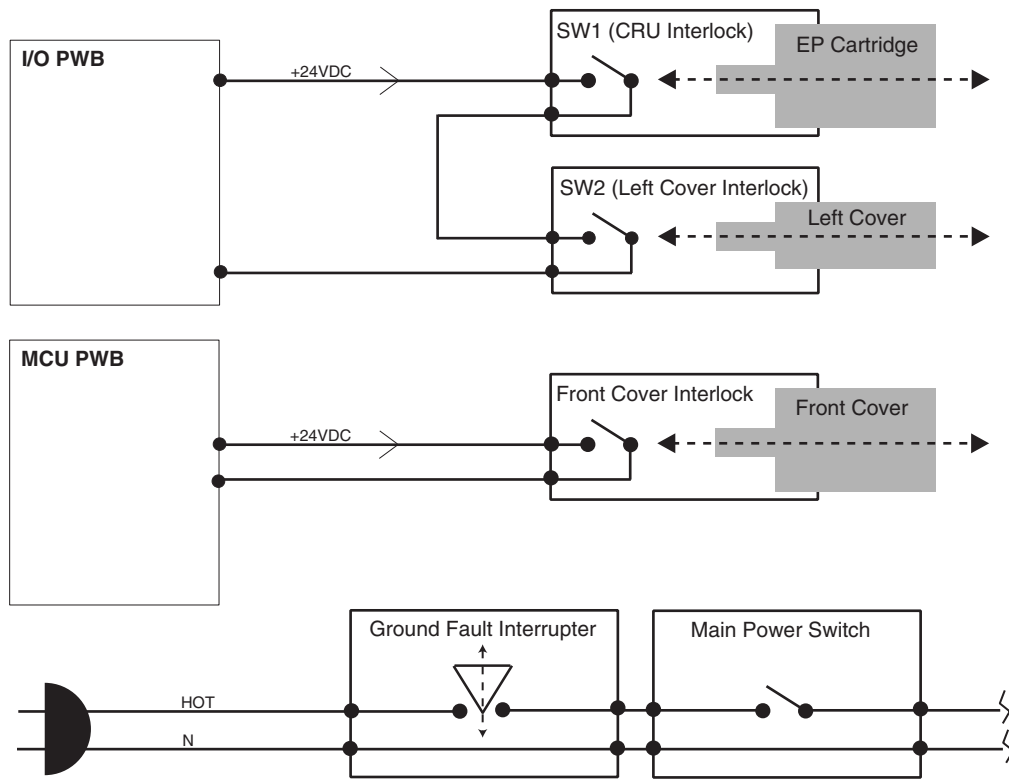 I/O PWB
+24VDC
SW1 (CRU Interlock)
EP Cartridge
SW2 (Left Cover Interlock)
Left Cover
MCU PWB
+24VDC
Front Cover Interlock
Front Cover
Ground Fault Interrupter
Main Power Switch
HOT
N